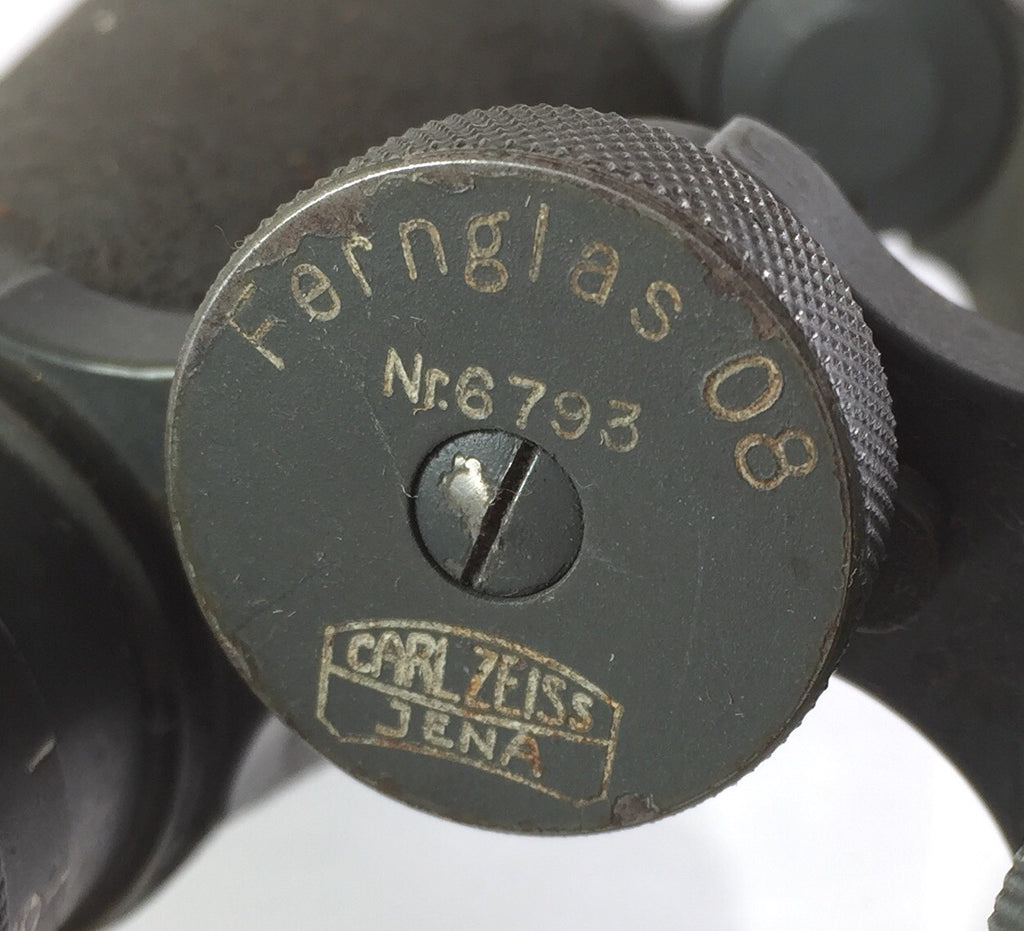 Fernglas 08
Nr. 6793
CARL ZEISS
JENA